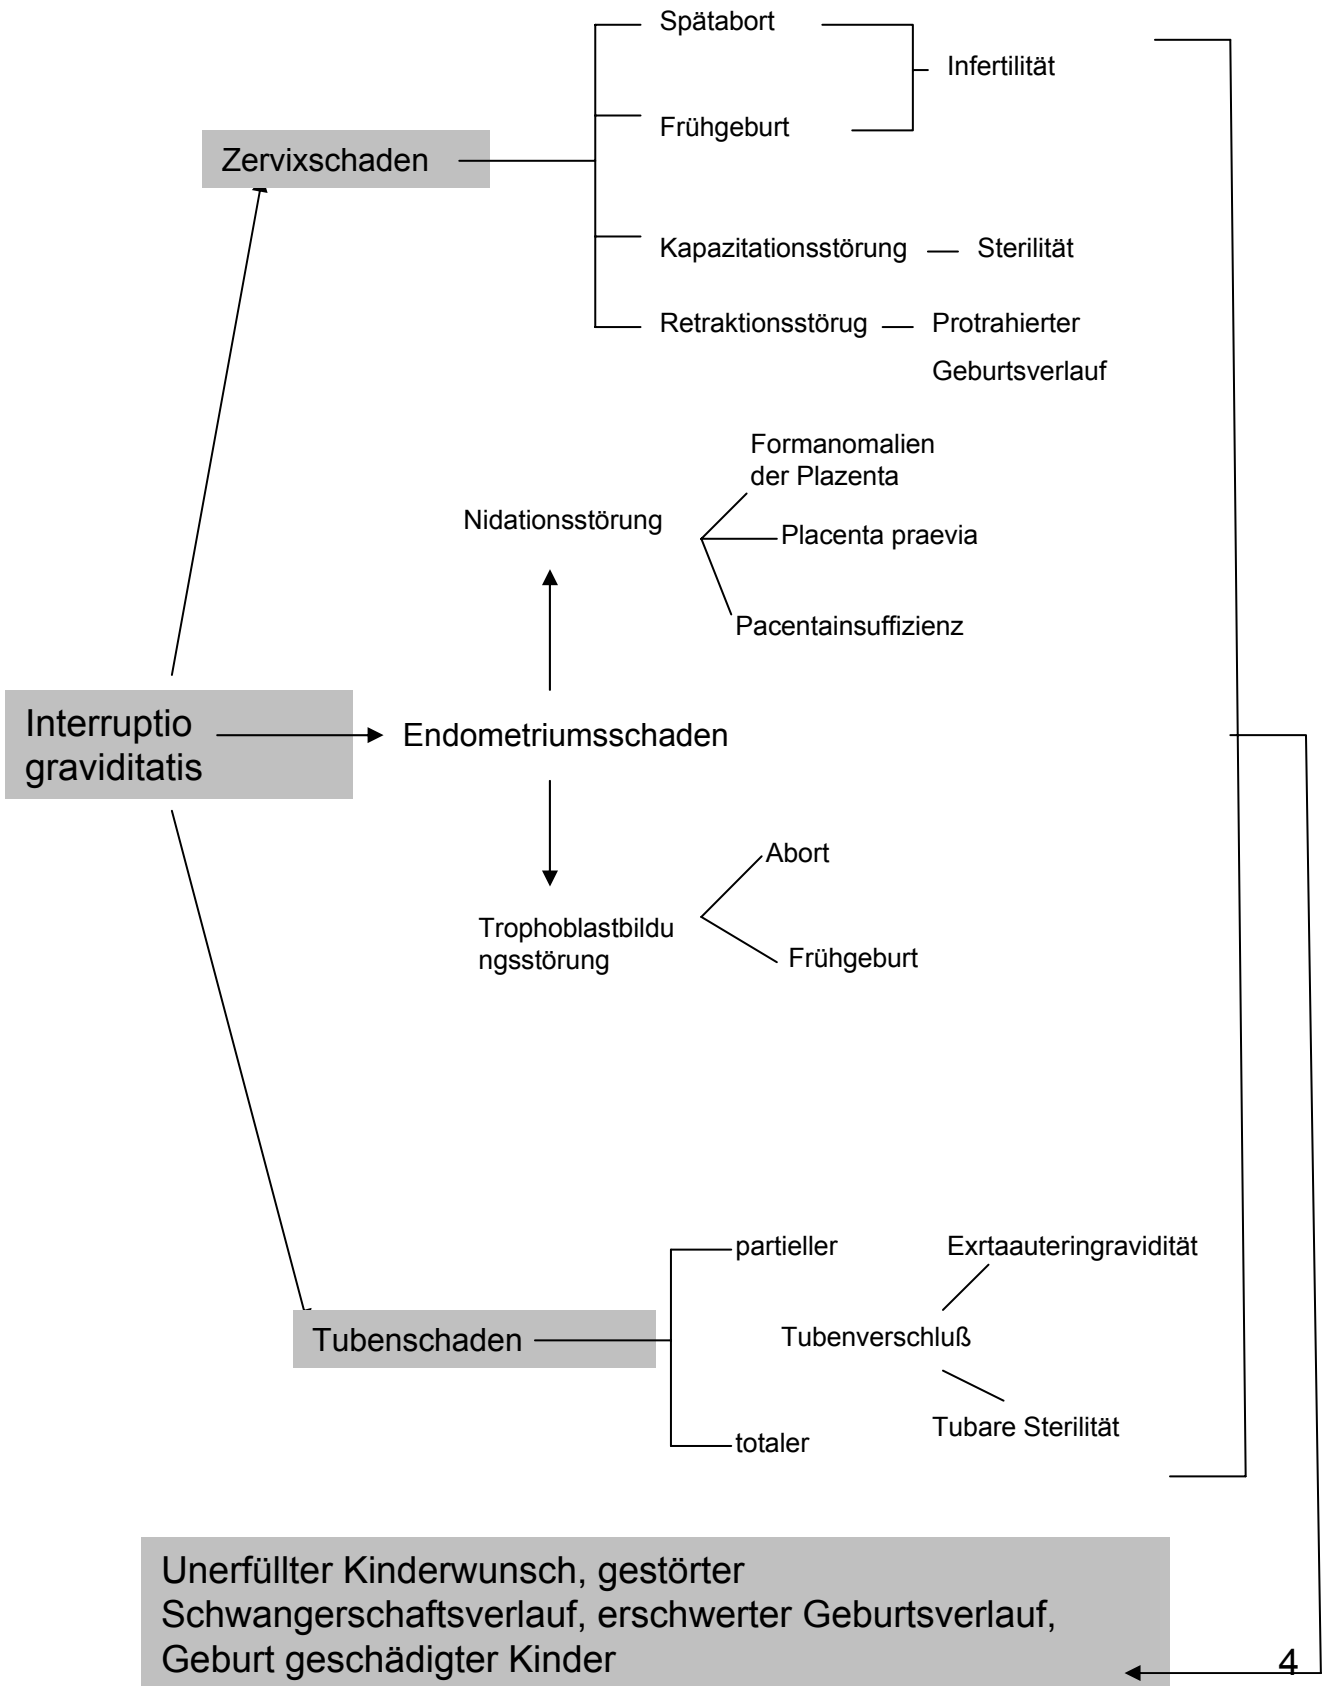 Spätabort
Infertilität
Frühgeburt
Zervixschaden
Kapazitationsstörung
Sterilität
Retraktionsstörug
Protrahierter
Geburtsverlauf
Formanomalien
der Plazenta
Nidationsstörung
Placenta praevia
Pacentainsuffizienz
Interruptio
graviditatis
Endometriumsschaden
Abort
Trophoblastbildu
ngsstörung
Frühgeburt
partieller
Exrtaauteringravidität
Tubenschaden
Tubenverschluß
totaler
Tubare Sterilität
Unerfüllter Kinderwunsch, gestörter
Schwangerschaftsverlauf, erschwerter Geburtsverlauf,
Geburt geschädigter Kinder
4